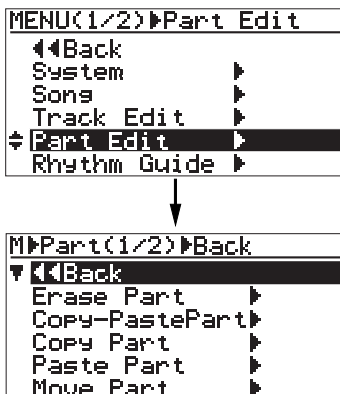 MENU(1/2)▶Part Edit
◀◀Back
System ▶
Song ▶
Track Edit ▶
Part Edit ▶
Rhythm Guide ▶
M▶Part(1/2)▶Back
◀◀Back
Erase Part ▶
Copy-PastePart▶
Copy Part ▶
Paste Part ▶
Move Part ▶